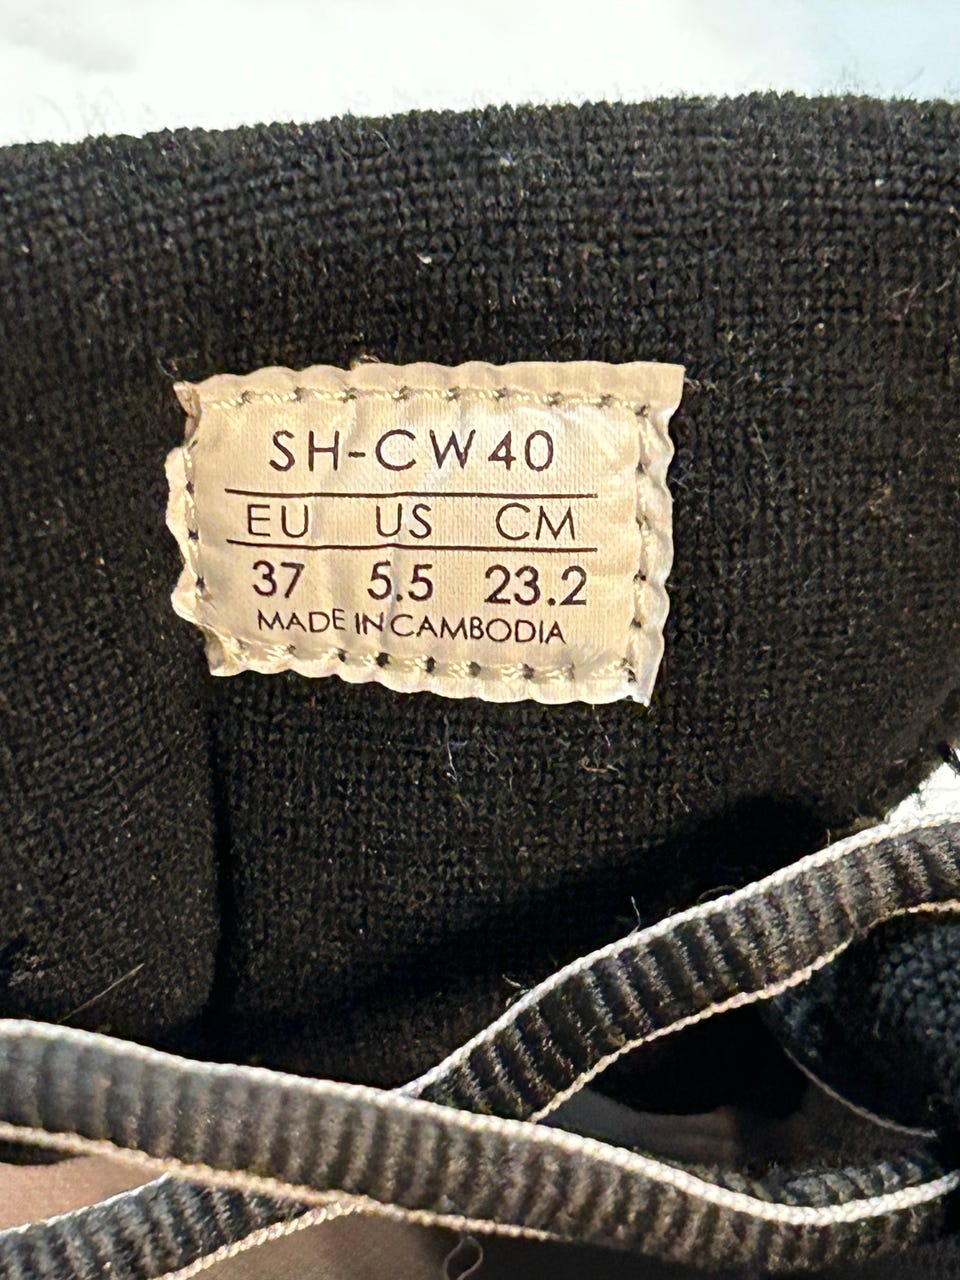 SH-CW40
EU US CM
37 5.5 23.2
MADE IN CAMBODIA